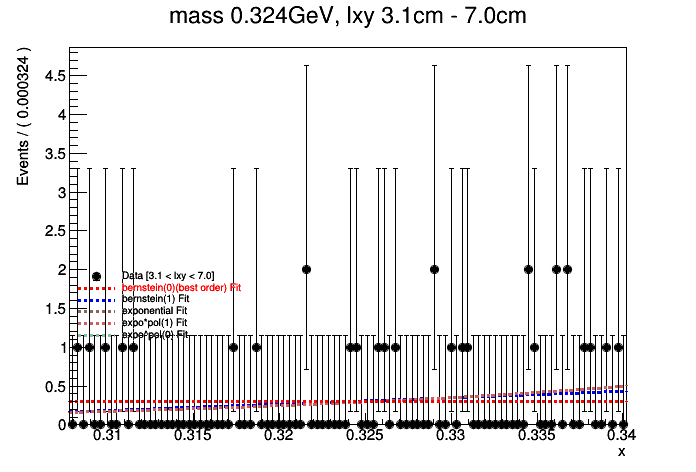 mass 0.324GeV, lxy 3.1cm - 7.0cm
Events / ( 0.000324 )
4.5
4
3.5
3
2.5
2
1.5
1
0.5
0
Data [3.1 < lxy < 7.0]
bernstein(0)(best order) Fit
bernstein(1) Fit
exponential Fit
expo*pol(1) Fit
expo*pol(0) Fit
0.31 0.315 0.32 0.325 0.33 0.335 0.34
x